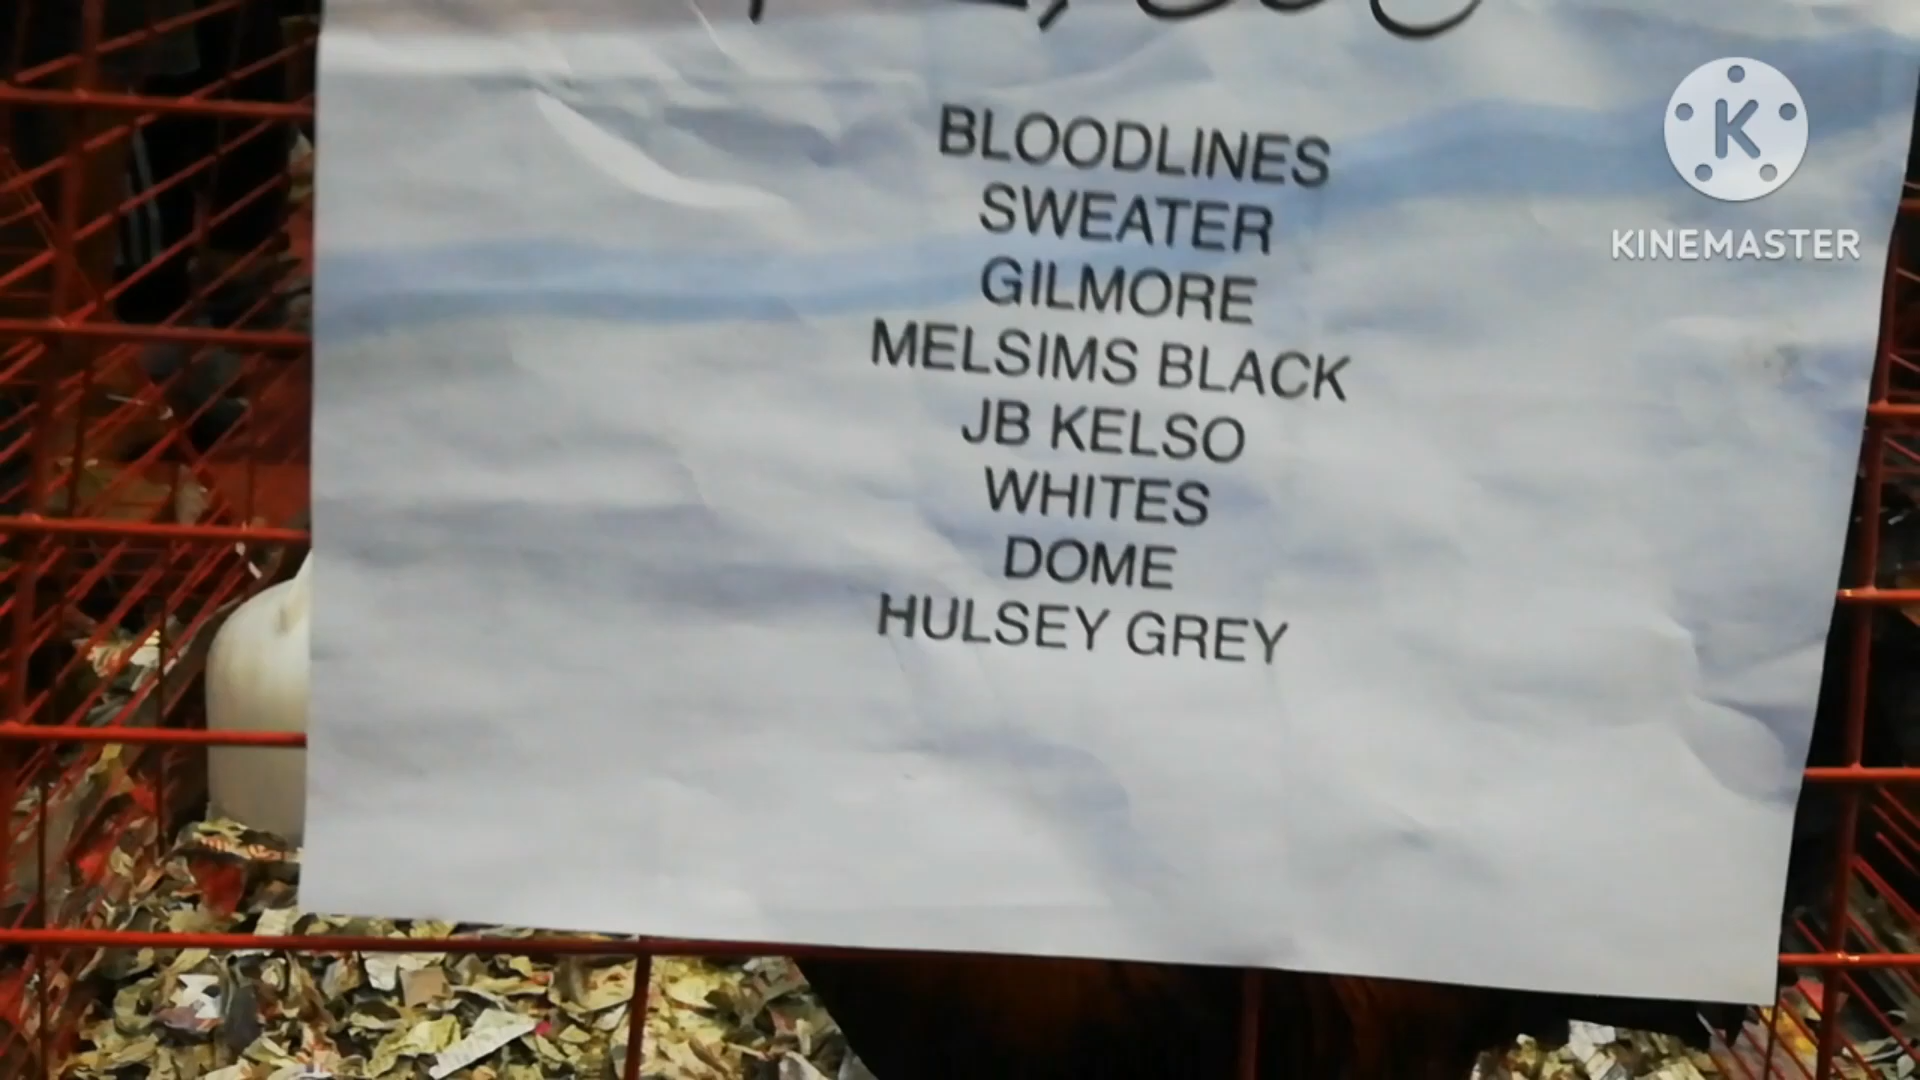 BLOODLINES
SWEATER
GILMORE
MELSIMS BLACK
JB KELSO
WHITES
DOME
HULSEY GREY
K
KINEMASTER